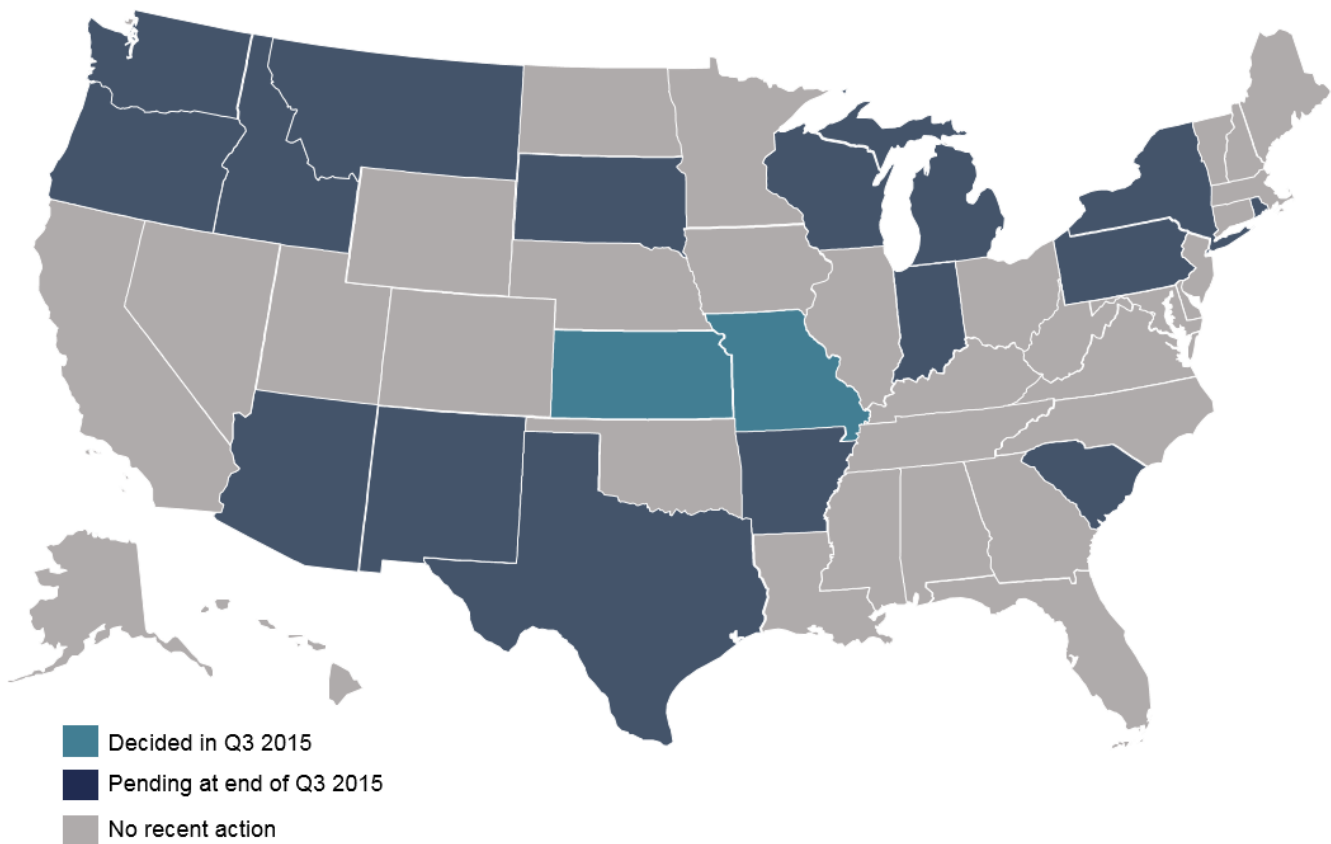 Decided in Q3 2015
Pending at end of Q3 2015
No recent action